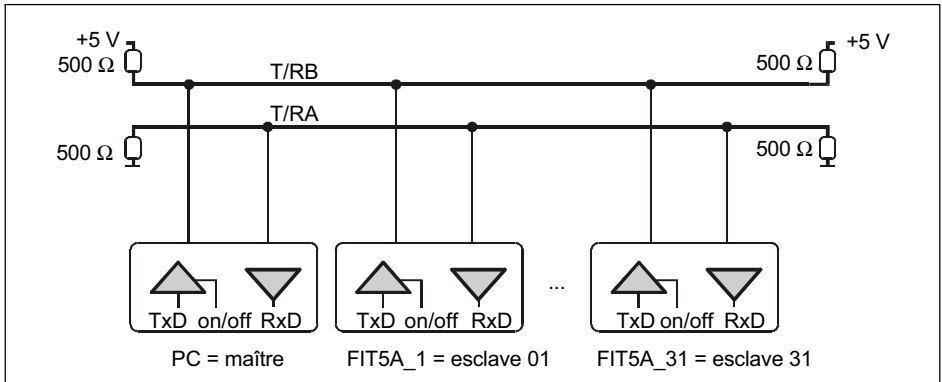 +5 V +5 V
500 Ω 500 Ω
T/RB
T/RA
500 Ω 500 Ω
...
TxD on/off RxD TxD on/off RxD TxD on/off RxD
PC = maître FIT5A_1 = esclave 01 FIT5A_31 = esclave 31